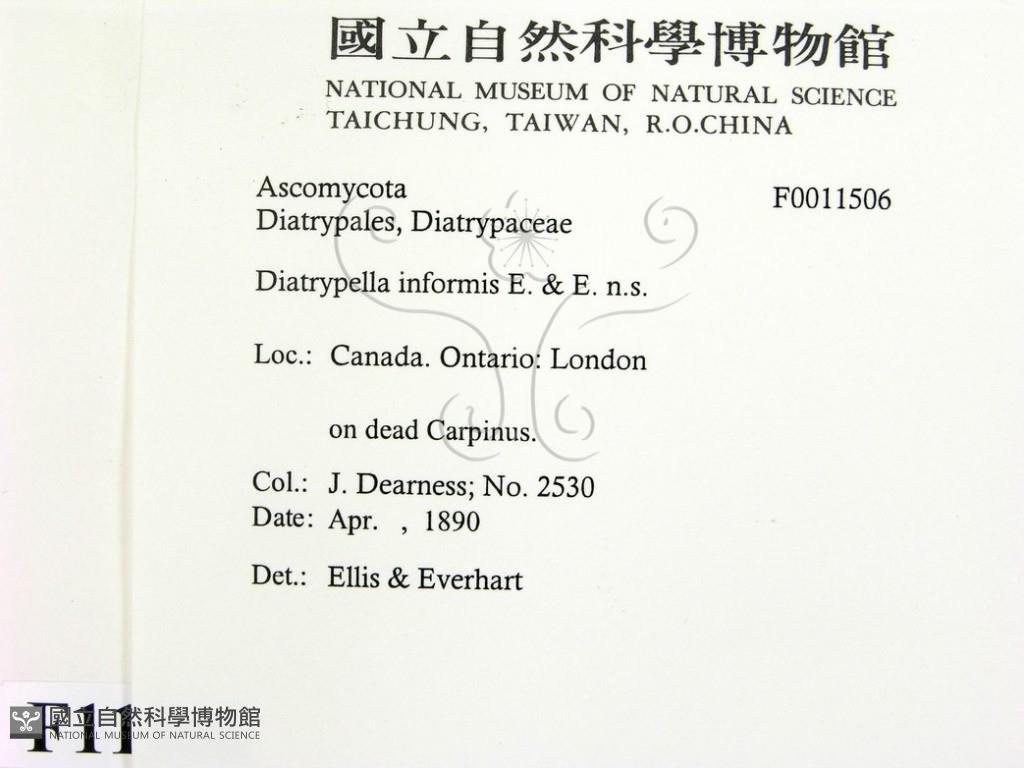 國立自然科學博物館
NATIONAL MUSEUM OF NATURAL SCIENCE
TAICHUNG, TAIWAN, R.O.CHINA
Ascomycota F0011506
Diatrypales, Diatrypaceae
Diatrypella informis E. & E. n.s.
Loc.: Canada. Ontario: London
on dead Carpinus.
Col.: J. Dearness; No. 2530
Date: Apr. , 1890
Det.: Ellis & Everhart
F11
國立自然科學博物館
NATIONAL MUSEUM OF NATURAL SCIENCE